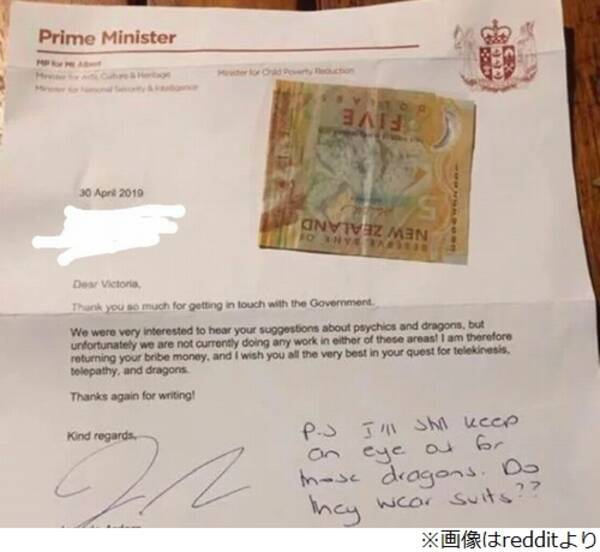 Prime Minister
MP for Mt Albert
Minister for Arts, Culture & Heritage
Minister for Child Poverty Reduction
Minister for National Security & Intelligence
DOLLARS
FIVE
5
NEW ZEALAND
RESERVE BANK OF
30 April 2019
Dear Victoria,
Thank you so much for getting in touch with the Government.
We were very interested to hear your suggestions about psychics and dragons, but
unfortunately we are not currently doing any work in either of these areas! I am therefore
returning your bribe money, and I wish you all the very best in your quest for telekinesis,
telepathy, and dragons.
Thanks again for writing!
Kind regards,
P.S I'll still keep
an eye out for
those dragons. Do
they wear suits??
※画像はredditより